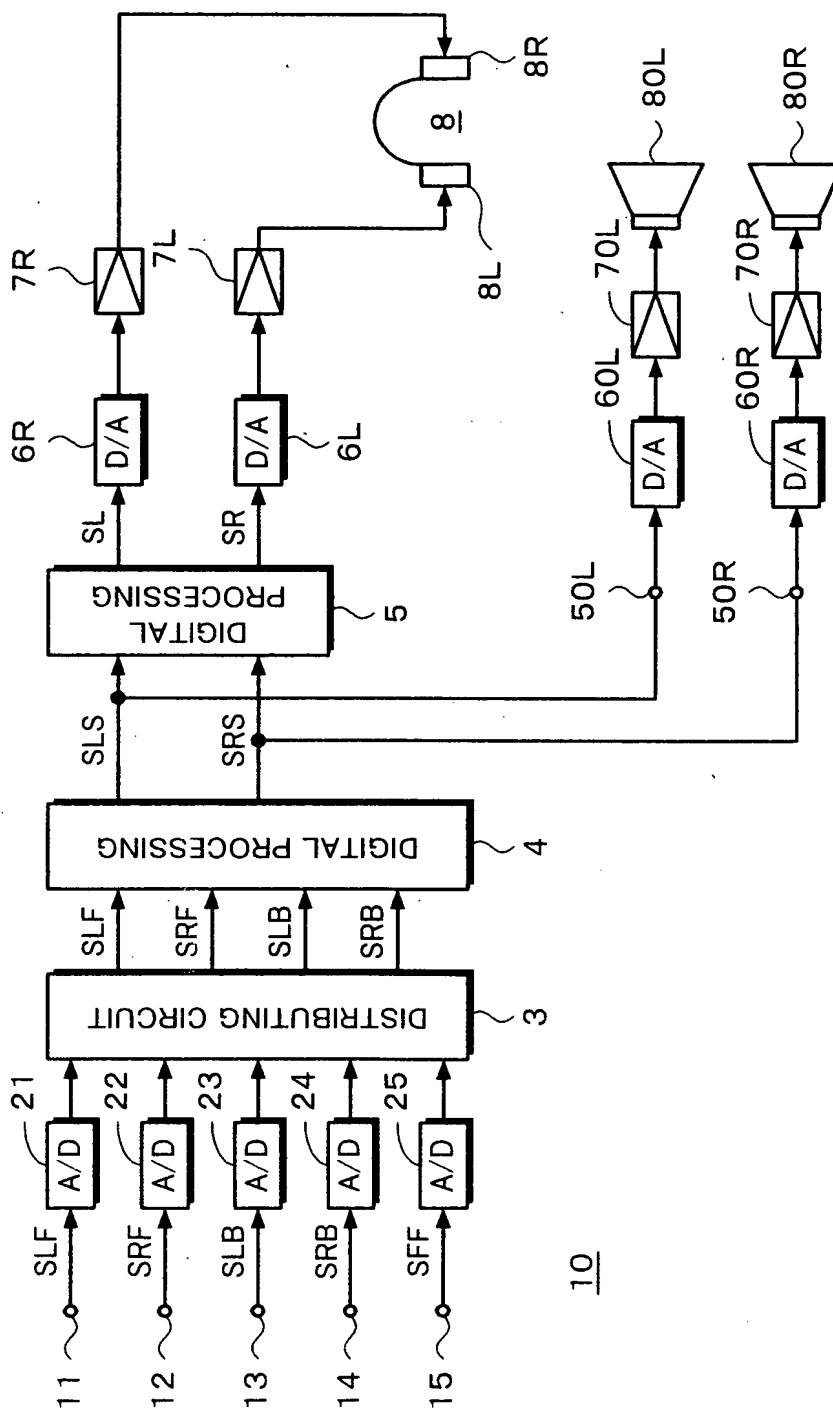 11
SLF
A/D
21
12
SRF
A/D
22
13
SLB
A/D
23
14
SRB
A/D
24
15
SFF
A/D
25
DISTRIBUTING CIRCUIT
3
SLF
SRF
SLB
SRB
DIGITAL PROCESSING
4
SLS
SRS
DIGITAL
PROCESSING
5
SL
SR
6R
D/A
D/A
6L
7R
7L
8R
8
8L
50L
60L
D/A
70L
80L
50R
60R
D/A
70R
80R
10